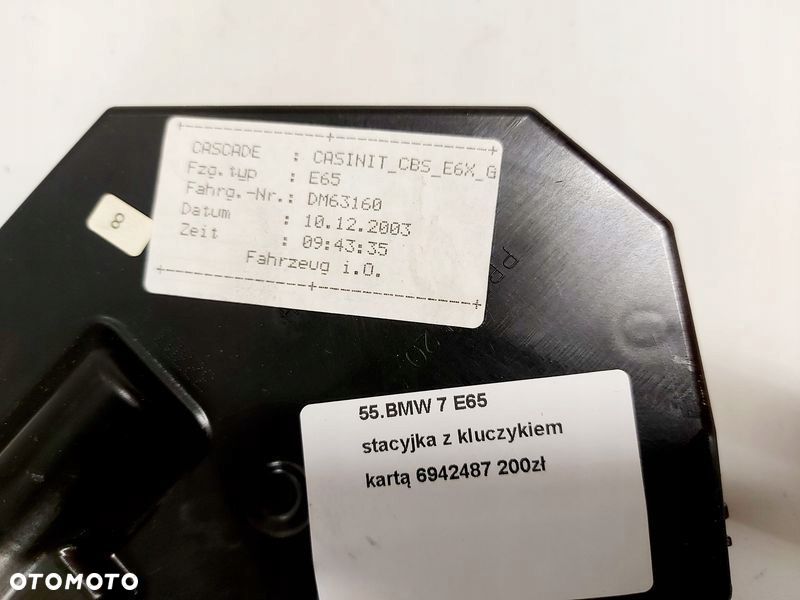 CASCADE : CASINIT_CBS_E6X_G
Fzg.typ : E65
Fahrg.-Nr.: DM63160
Datum : 10.12.2003
Zeit : 09:43:35
Fahrzeug i.O.
8
55.BMW 7 E65
stacyjka z kluczykiem
kartą 6942487 200zł
OTOMOTO